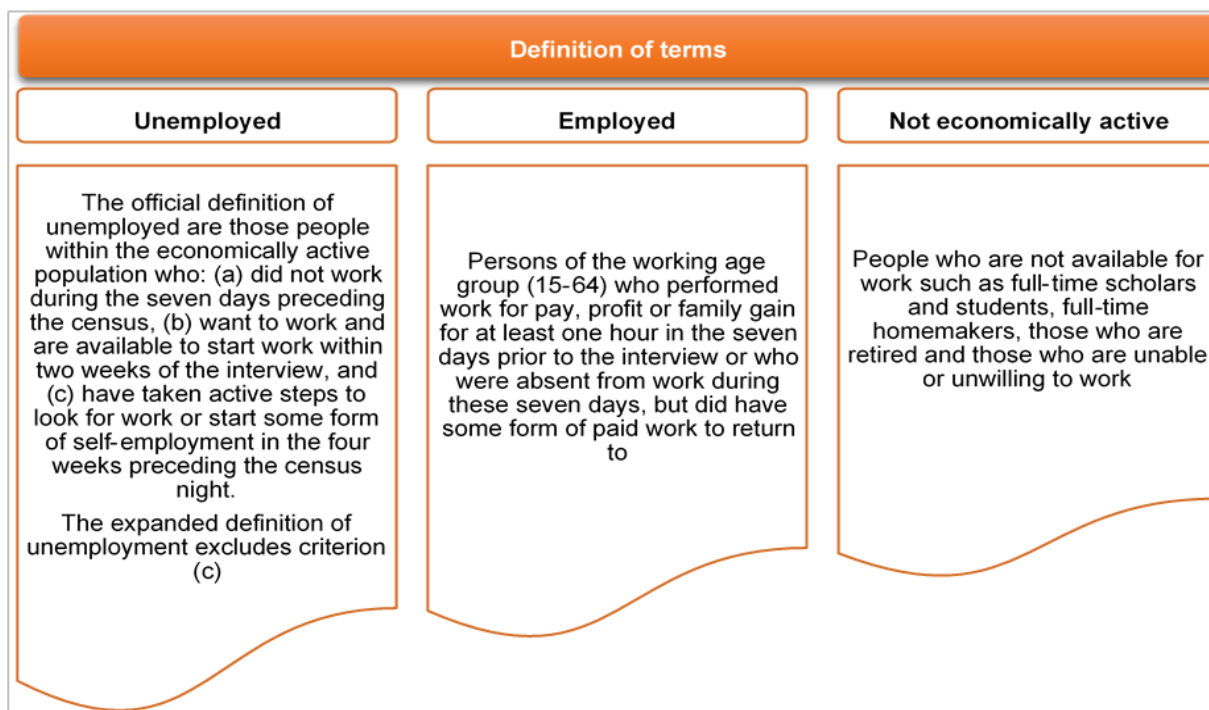 Definition of terms
Unemployed
Employed
Not economically active
The official definition of
unemployed are those people
within the economically active
population who: (a) did not work
during the seven days preceding
the census, (b) want to work and
are available to start work within
two weeks of the interview, and
(c) have taken active steps to
look for work or start some form
of self-employment in the four
weeks preceding the census
night.
The expanded definition of
unemployment excludes criterion
(c)
Persons of the working age
group (15-64) who performed
work for pay, profit or family gain
for at least one hour in the seven
days prior to the interview or who
were absent from work during
these seven days, but did have
some form of paid work to return
to
People who are not available for
work such as full-time scholars
and students, full-time
homemakers, those who are
retired and those who are unable
or unwilling to work